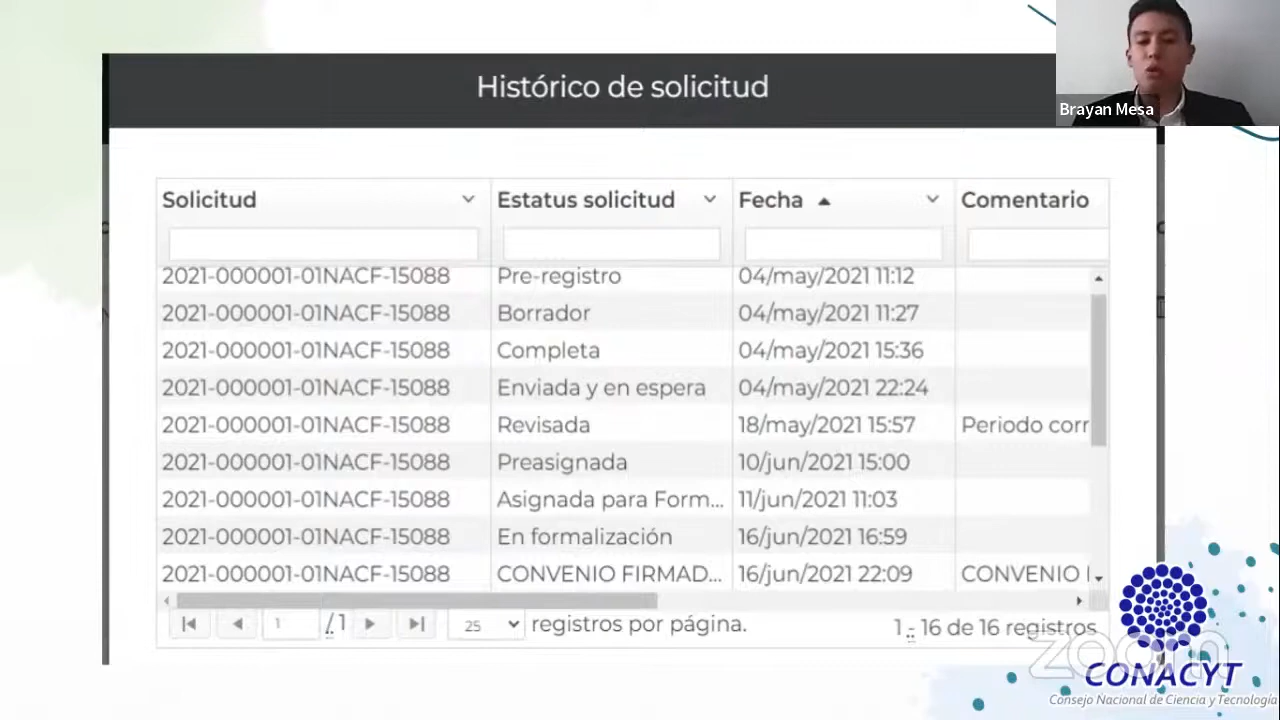 Histórico de solicitud
Brayan Mesa
Solicitud Estatus solicitud Fecha Comentario
2021-000001-01NACF-15088 Pre-registro 04/may/2021 11:12
2021-000001-01NACF-15088 Borrador 04/may/2021 11:27
2021-000001-01NACF-15088 Completa 04/may/2021 15:36
2021-000001-01NACF-15088 Enviada y en espera 04/may/2021 22:24
2021-000001-01NACF-15088 Revisada 18/may/2021 15:57 Periodo corr
2021-000001-01NACF-15088 Preasignada 10/jun/2021 15:00
2021-000001-01NACF-15088 Asignada para Form... 11/jun/2021 11:03
2021-000001-01NACF-15088 En formalización 16/jun/2021 16:59
2021-000001-01NACF-15088 CONVENIO FIRMAD... 16/jun/2021 22:09 CONVENIO
1 / 1 25 registros por página. 1 - 16 de 16 registros
zoom
CONACYT
Consejo Nacional de Ciencia y Tecnología